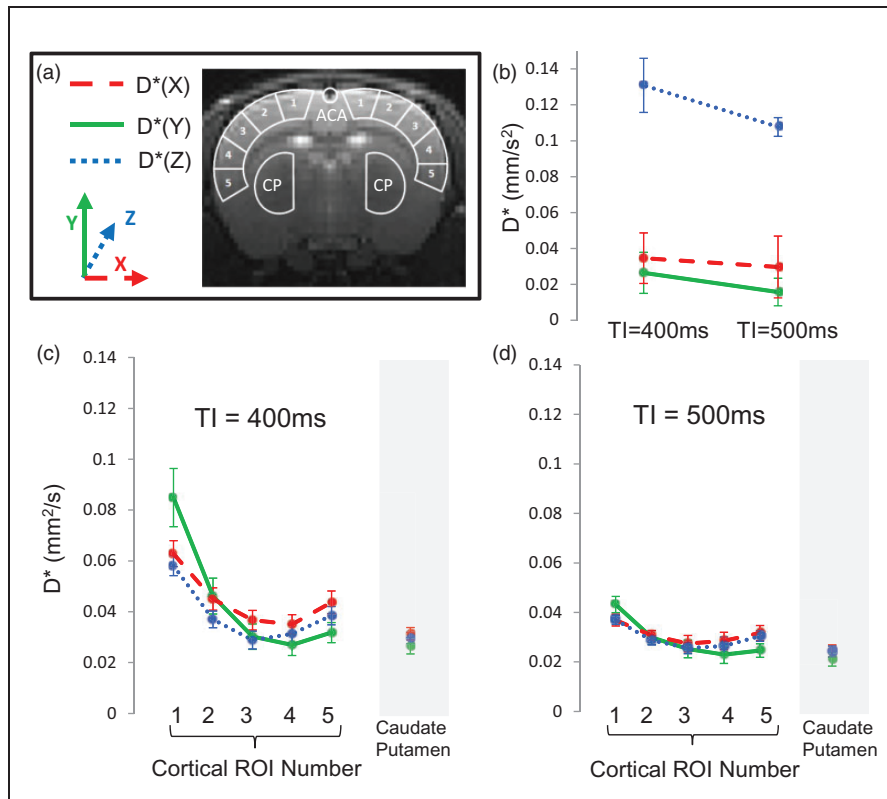 (a)
D*(X)
D*(Y)
D*(Z)
Y
Z
X
5 4 3 2 1 ACA 1 2 3 4 5
CP CP
(b)
D* (mm/s²)
0.14
0.12
0.1
0.08
0.06
0.04
0.02
0
TI=400ms TI=500ms
(c)
D* (mm²/s)
0.14
0.12
0.1
0.08
0.06
0.04
0.02
0
TI = 400ms
1 2 3 4 5
Cortical ROI Number
Caudate
Putamen
(d)
0.14
0.12
0.1
0.08
0.06
0.04
0.02
0
TI = 500ms
1 2 3 4 5
Cortical ROI Number
Caudate
Putamen